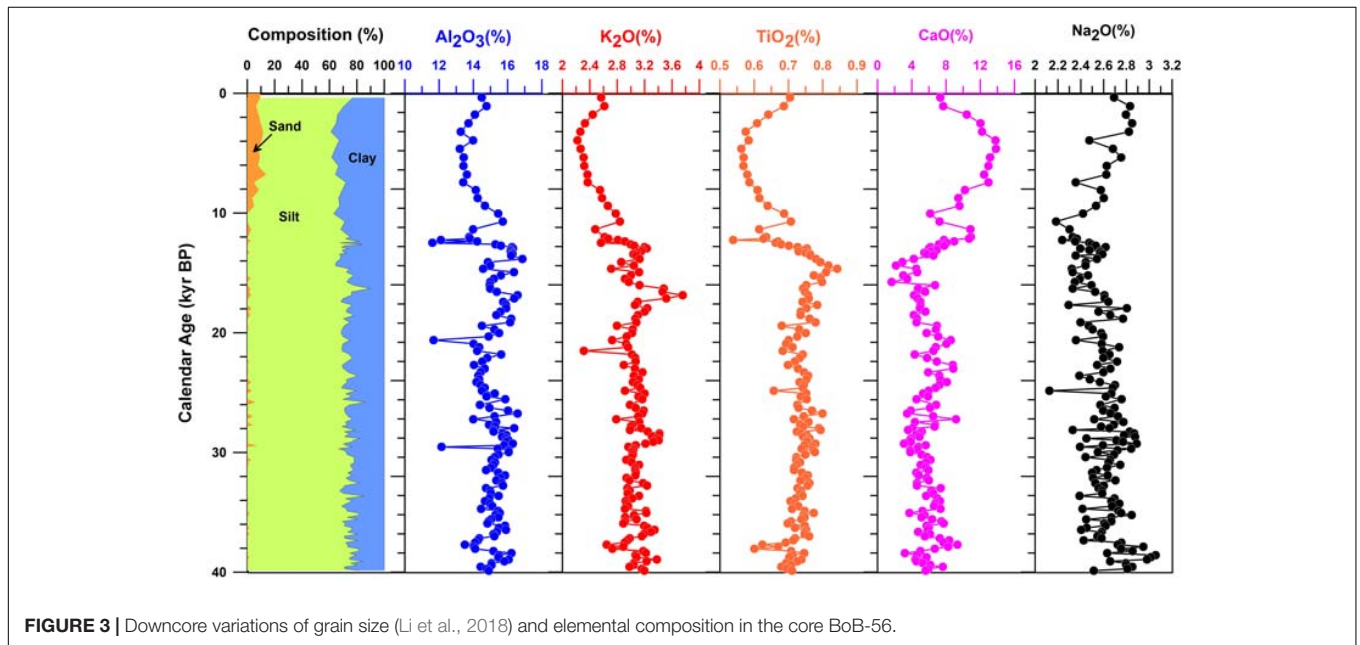 Composition (%) Al2O3(%) K2O(%) TiO2(%) CaO(%) Na2O(%)
0 20 40 60 80 100 10 12 14 16 18 2 2.4 2.8 3.2 3.6 4 0.5 0.6 0.7 0.8 0.9 0 4 8 12 16 2 2.2 2.4 2.6 2.8 3 3.2
0
Sand
Clay
10
Silt
20
Calendar Age (kyr BP)
30
40
FIGURE 3 | Downcore variations of grain size (Li et al., 2018) and elemental composition in the core BoB-56.